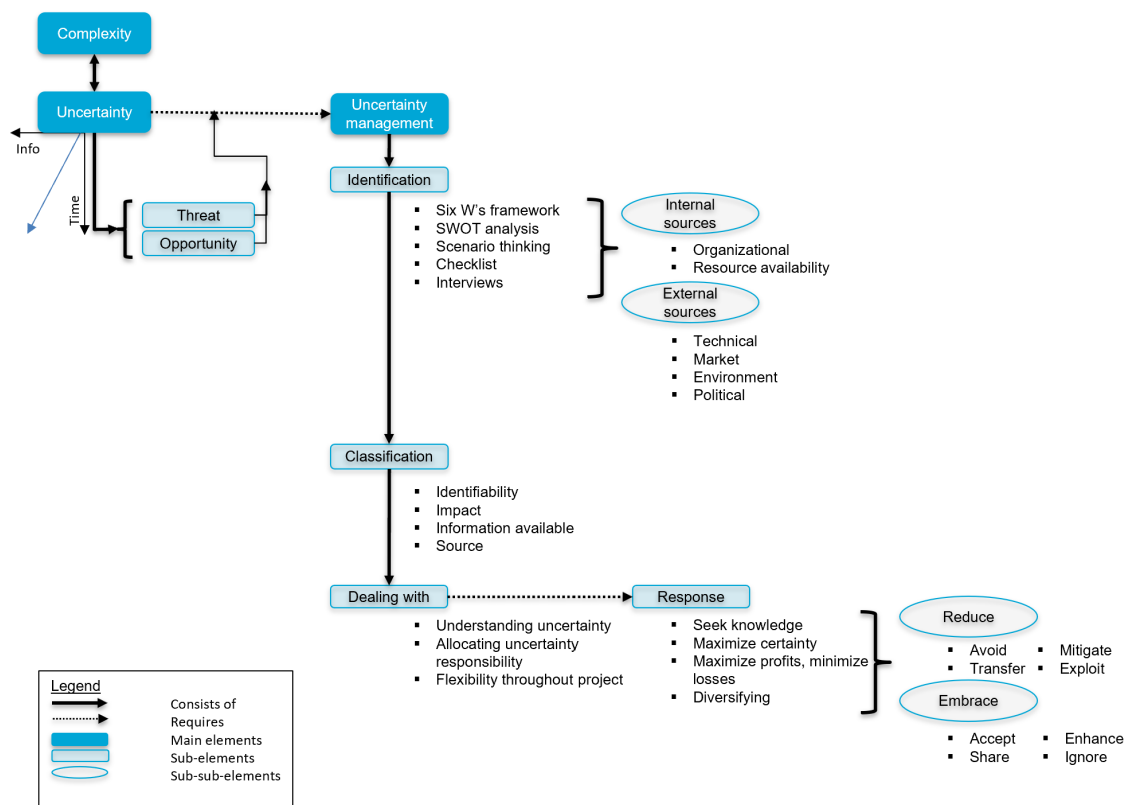 Complexity
Uncertainty
Uncertainty
management
Info
Time
Threat
Opportunity
Identification
Six W's framework
SWOT analysis
Scenario thinking
Checklist
Interviews
Internal
sources
Organizational
Resource availability
External
sources
Technical
Market
Environment
Political
Classification
Identifiability
Impact
Information available
Source
Dealing with
Understanding uncertainty
Allocating uncertainty
responsibility
Flexibility throughout project
Response
Seek knowledge
Maximize certainty
Maximize profits, minimize
losses
Diversifying
Reduce
Avoid
Mitigate
Transfer
Exploit
Embrace
Accept
Enhance
Share
Ignore
Legend
Consists of
Requires
Main elements
Sub-elements
Sub-sub-elements